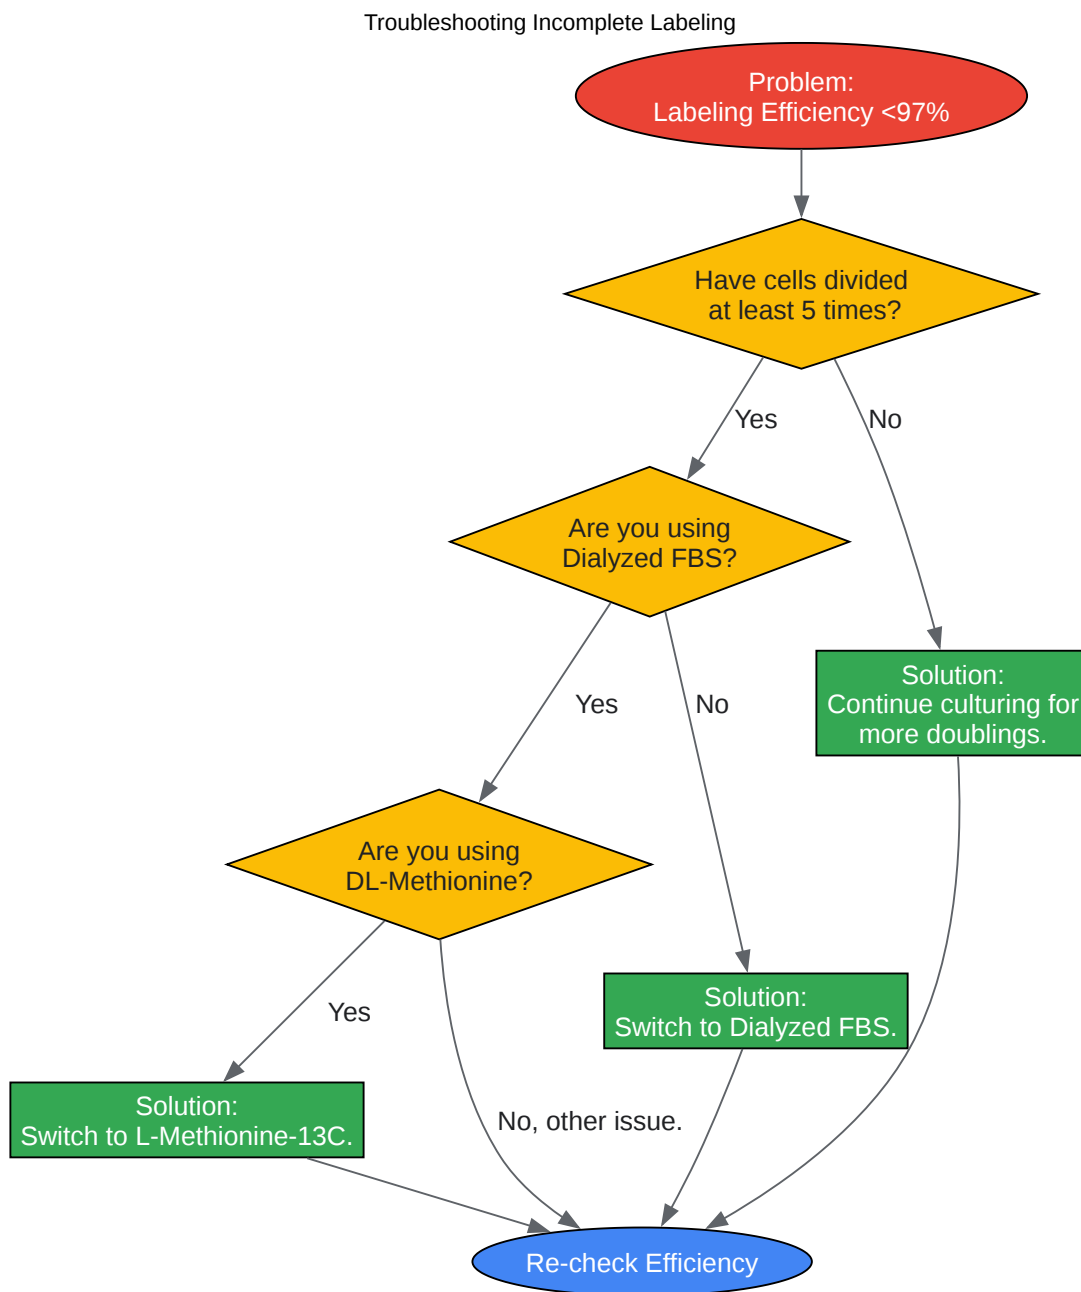 Troubleshooting Incomplete Labeling
Problem:
Labeling Efficiency <97%
Have cells divided
at least 5 times?
Yes
No
Are you using
Dialyzed FBS?
Solution:
Continue culturing for
more doublings.
Yes
No
Are you using
DL-Methionine?
Solution:
Switch to Dialyzed FBS.
Yes
Solution:
Switch to L-Methionine-13C.
No, other issue.
Re-check Efficiency